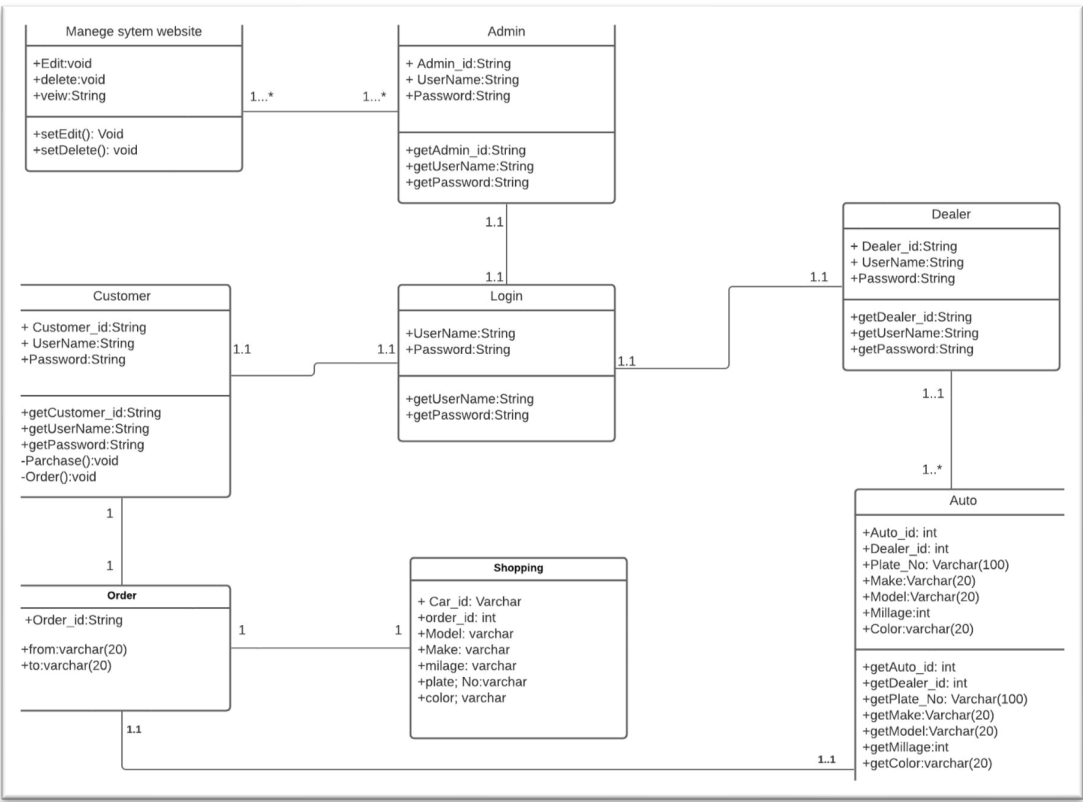 Manege sytem website
+Edit:void
+delete:void
+veiw:String
+setEdit(): Void
+setDelete(): void
1...*
1...*
Admin
+ Admin_id:String
+ UserName:String
+Password:String
+getAdmin_id:String
+getUserName:String
+getPassword:String
1.1
1.1
Dealer
+ Dealer_id:String
+ UserName:String
+Password:String
+getDealer_id:String
+getUserName:String
+getPassword:String
Customer
+ Customer_id:String
+ UserName:String
+Password:String
+getCustomer_id:String
+getUserName:String
+getPassword:String
-Parchase():void
-Order():void
1.1
1.1
Login
+UserName:String
+Password:String
+getUserName:String
+getPassword:String
1.1
1.1
1..1
1..*
1
1
Order
+Order_id:String
+from:varchar(20)
+to:varchar(20)
1
1
Shopping
+ Car_id: Varchar
+order_id: int
+Model: varchar
+Make: varchar
+milage: varchar
+plate; No:varchar
+color; varchar
Auto
+Auto_id: int
+Dealer_id: int
+Plate_No: Varchar(100)
+Make:Varchar(20)
+Model:Varchar(20)
+Millage:int
+Color:varchar(20)
+getAuto_id: int
+getDealer_id: int
+getPlate_No: Varchar(100)
+getMake:Varchar(20)
+getModel:Varchar(20)
+getMillage:int
+getColor:varchar(20)
1.1
1..1